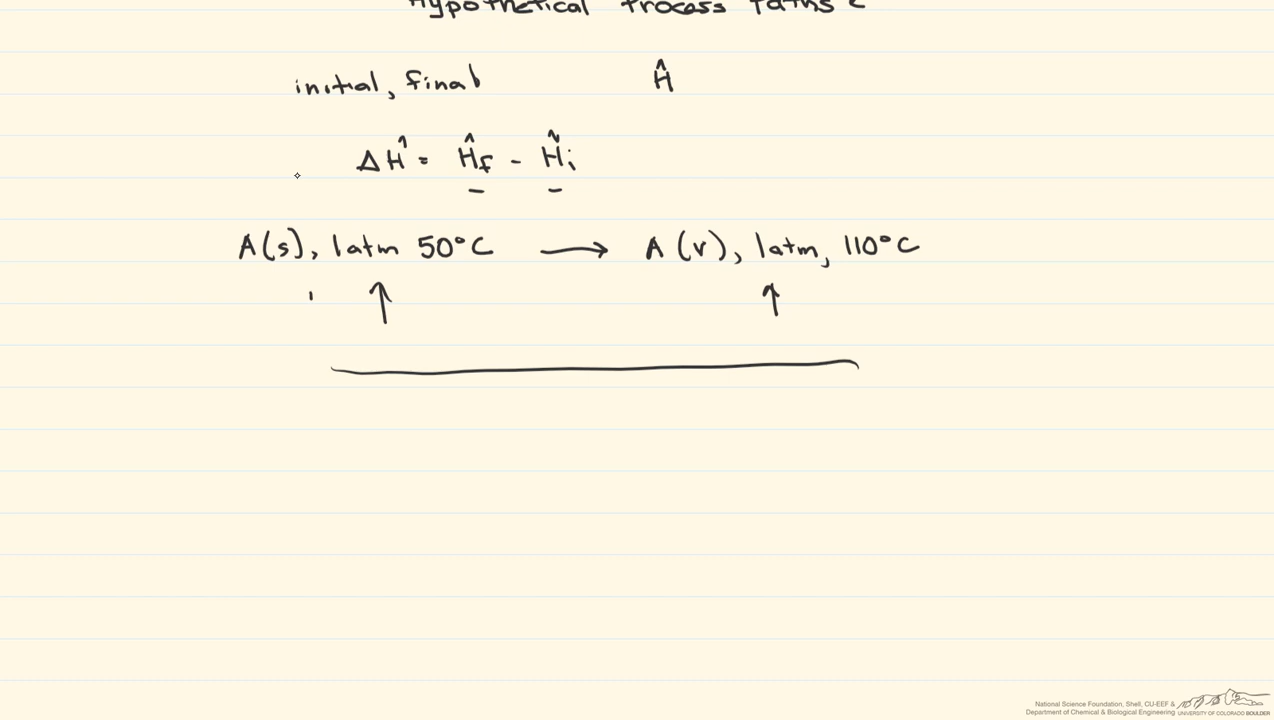 Hypothetical Process Paths 2
initial, final Ĥ
ΔĤ = Ĥf - Ĥi
A(s), 1atm 50°C → A(v), 1atm, 110°C
National Science Foundation, Shell, CU-EEF &
Department of Chemical & Biological Engineering UNIVERSITY OF COLORADO BOULDER